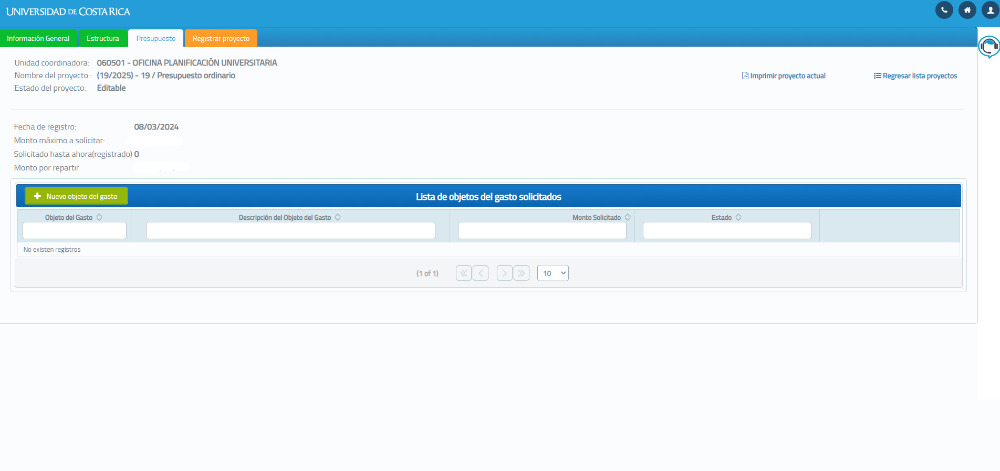 UNIVERSIDAD DE COSTA RICA
Información General Estructura Presupuesto Registrar proyecto
Unidad coordinadora: 060501 - OFICINA PLANIFICACIÓN UNIVERSITARIA
Nombre del proyecto : (19/2025) - 19 / Presupuesto ordinario Imprimir proyecto actual Regresar lista proyectos
Estado del proyecto: Editable
Fecha de registro: 08/03/2024
Monto máximo a solicitar:
Solicitado hasta ahora(registrado) 0
Monto por repartir
Nuevo objeto del gasto Lista de objetos del gasto solicitados
Objeto del Gasto Descripción del Objeto del Gasto Monto Solicitado Estado
No existen registros
(1 of 1) 10